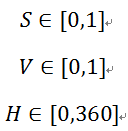 S ∈ [0,1]↵
V ∈ [0,1]↵
H ∈ [0,360]↵